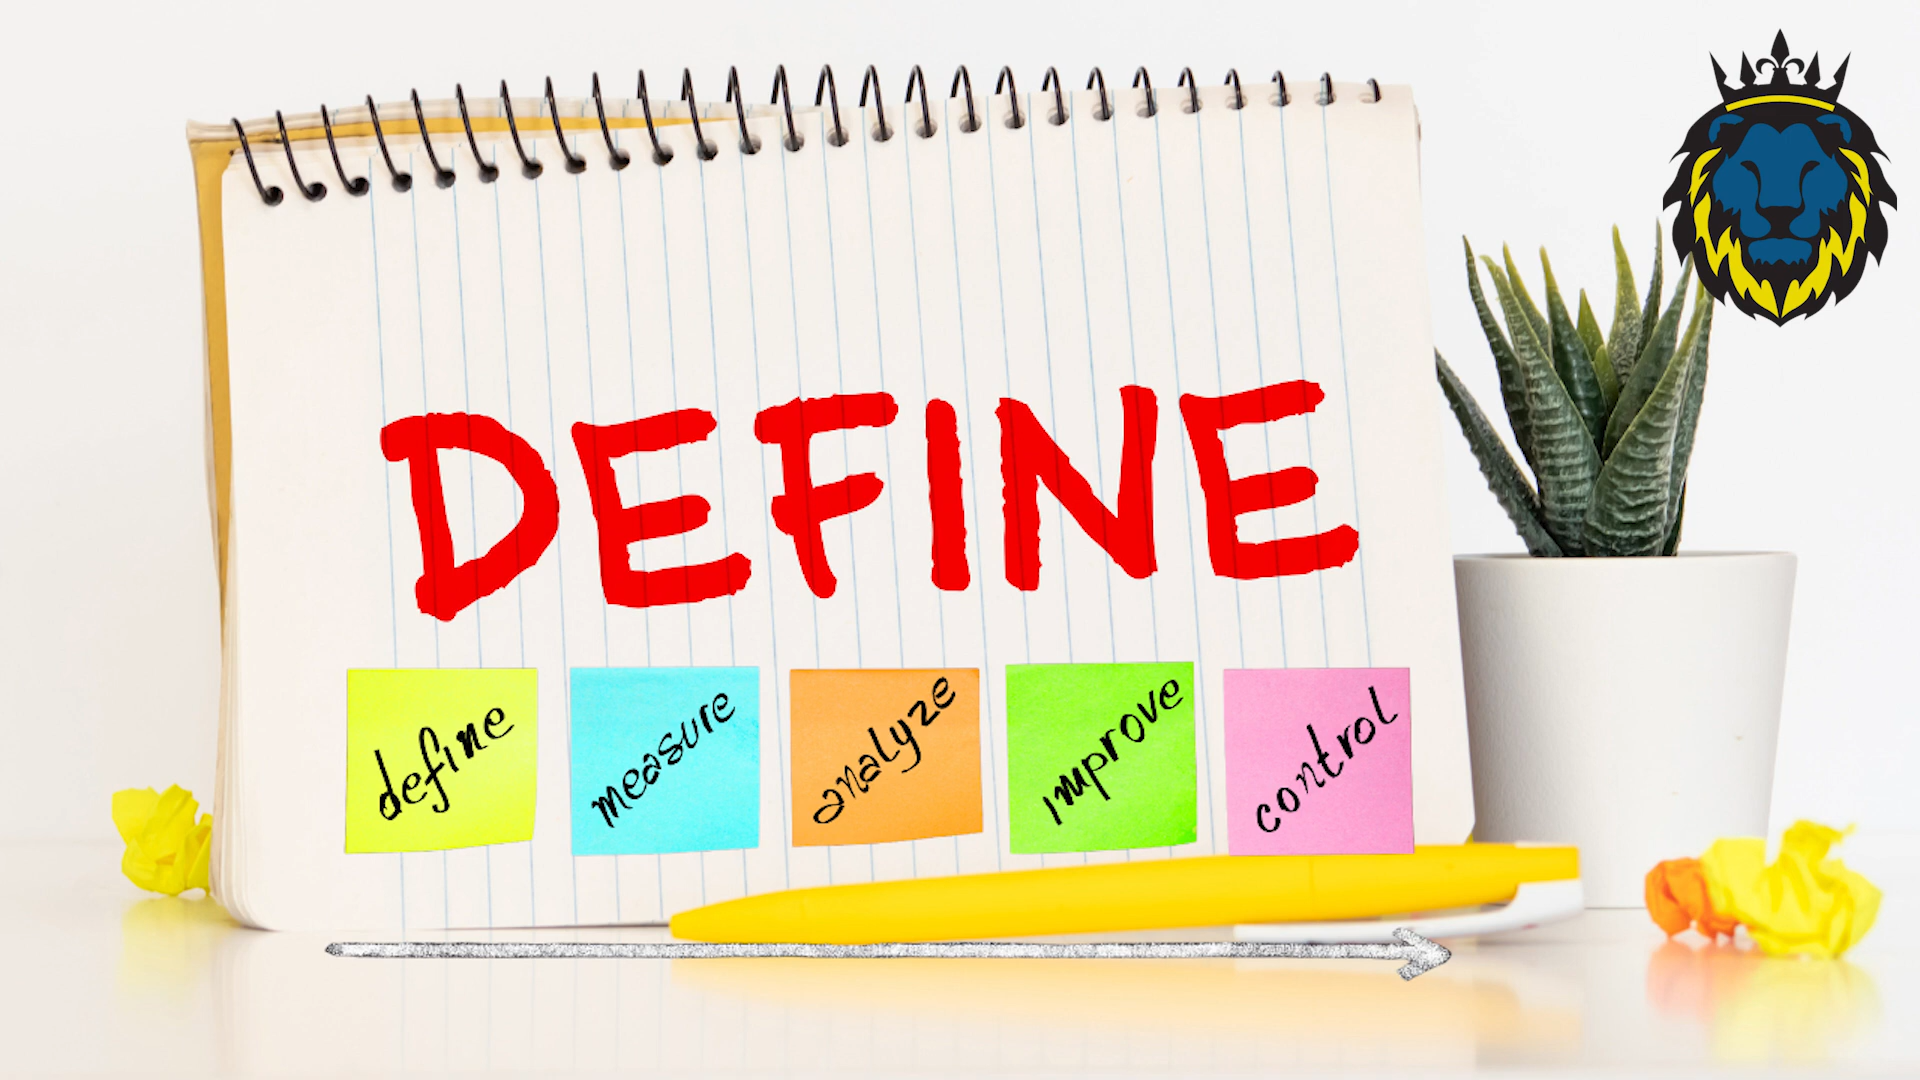 DEFINE
define
measure
analyze
improve
control